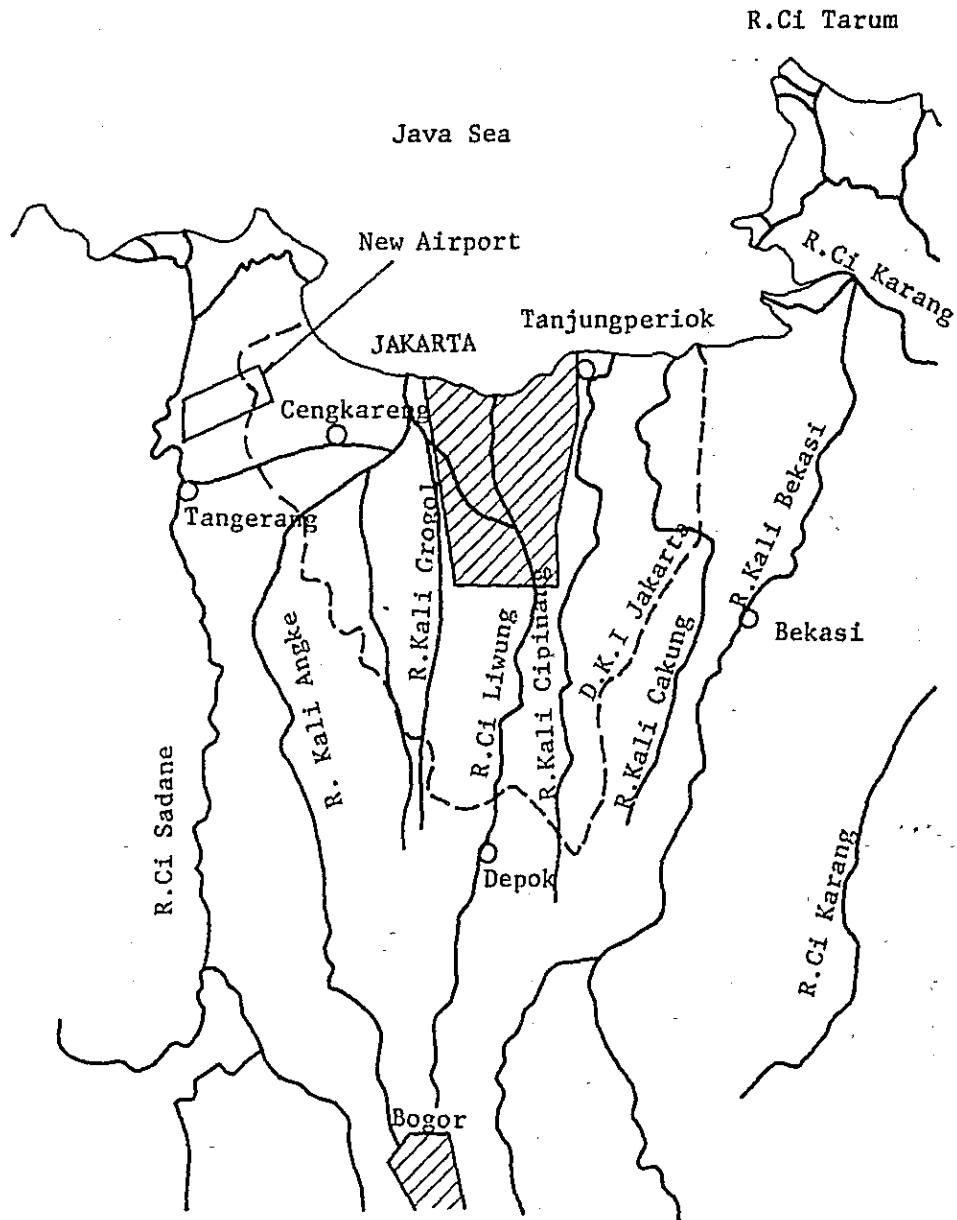 R.Ci Tarum
Java Sea
New Airport
R.Ci Karang
Tanjungperiok
JAKARTA
Cengkareng
Tangerang
R.Kali Grogol
R.Kali Bekasi
D.K.I Jakarta
Bekasi
R. Kali Angke
R.Ci Liwung
R.Kali Cipinang
R.Kali Cakung
R.Ci Sadane
Depok
R.Ci Karang
Bogor